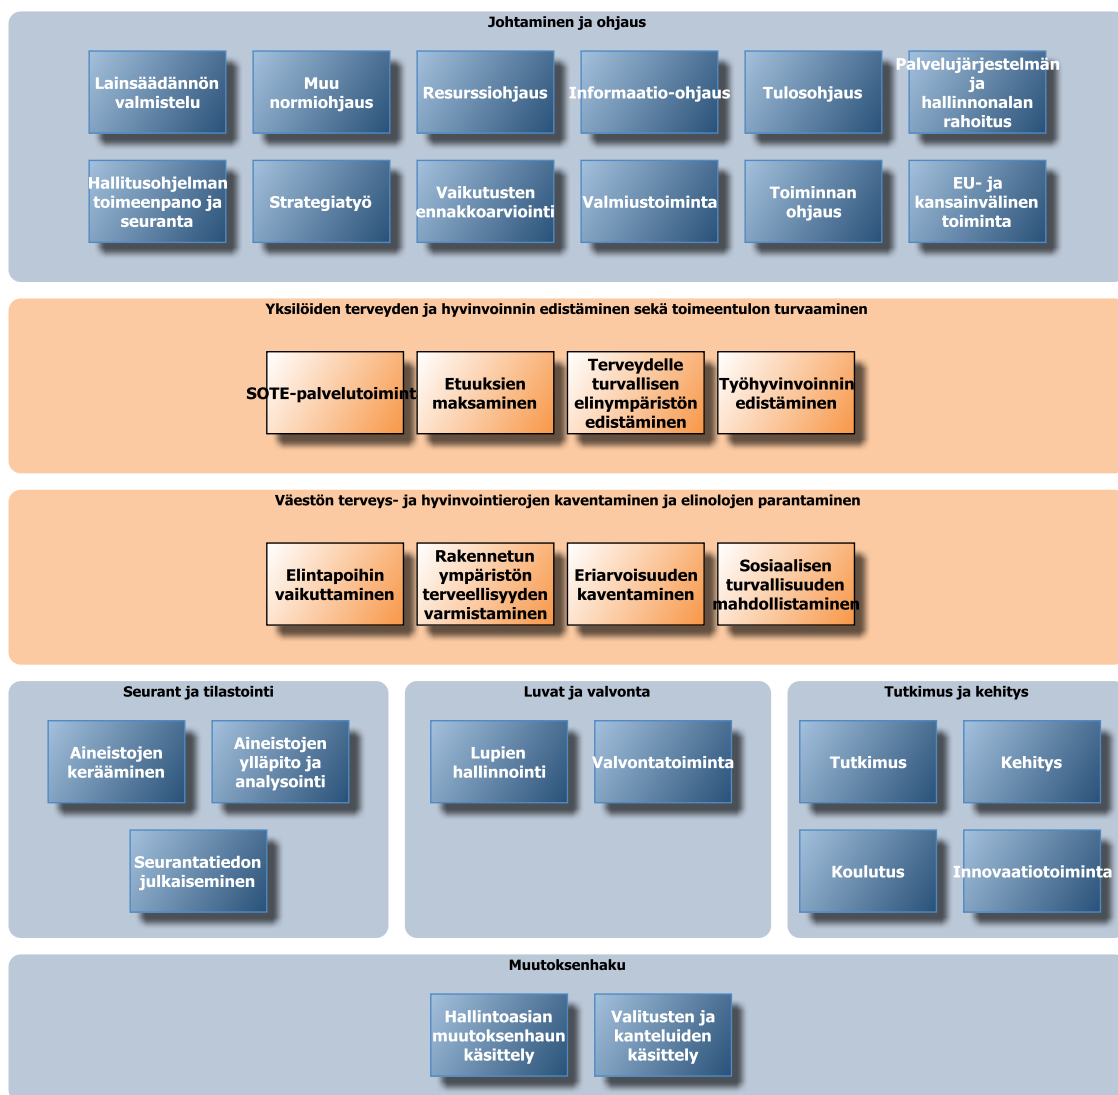 Johtaminen ja ohjaus
Lainsäädännön
valmistelu
Muu
normiohjaus
Resurssiohjaus
Informaatio-ohjaus
Tulosohjaus
Palvelujärjestelmän
ja
hallinnonalan
rahoitus
Hallitusohjelman
toimeenpano ja
seuranta
Strategiatyö
Vaikutusten
ennakkoarviointi
Valmiustoiminta
Toiminnan
ohjaus
EU- ja
kansainvälinen
toiminta
Yksilöiden terveyden ja hyvinvoinnin edistäminen sekä toimeentulon turvaaminen
SOTE-palvelutoimint
Etuuksien
maksaminen
Terveydelle
turvallisen
elinympäristön
edistäminen
Työhyvinvoinnin
edistäminen
Väestön terveys- ja hyvinvointierojen kaventaminen ja elinolojen parantaminen
Elintapoihin
vaikuttaminen
Rakennetun
ympäristön
terveellisyyden
varmistaminen
Eriarvoisuuden
kaventaminen
Sosiaalisen
turvallisuuden
mahdollistaminen
Seurant ja tilastointi
Aineistojen
kerääminen
Aineistojen
ylläpito ja
analysointi
Seurantatiedon
julkaiseminen
Luvat ja valvonta
Lupien
hallinnointi
Valvontatoiminta
Tutkimus ja kehitys
Tutkimus
Kehitys
Koulutus
Innovaatiotoiminta
Muutoksenhaku
Hallintoasian
muutoksenhaun
käsittely
Valitusten ja
kanteluiden
käsittely